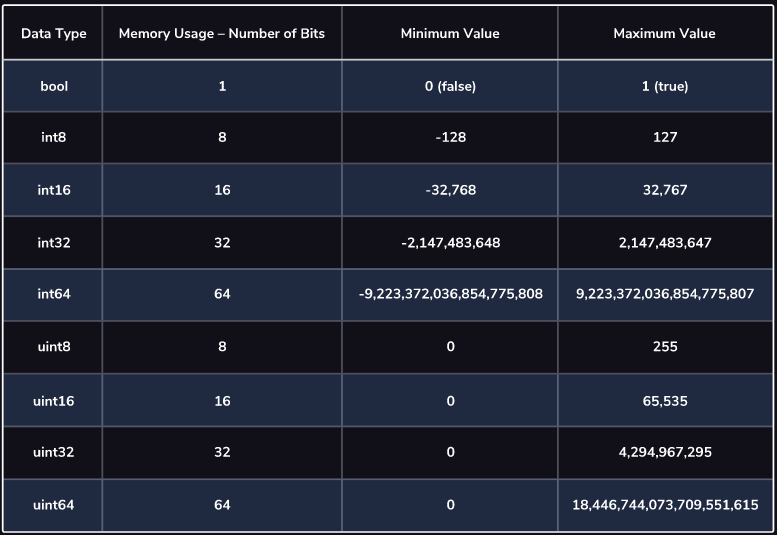 Data Type Memory Usage – Number of Bits Minimum Value Maximum Value
bool 1 0 (false) 1 (true)
int8 8 -128 127
int16 16 -32,768 32,767
int32 32 -2,147,483,648 2,147,483,647
int64 64 -9,223,372,036,854,775,808 9,223,372,036,854,775,807
uint8 8 0 255
uint16 16 0 65,535
uint32 32 0 4,294,967,295
uint64 64 0 18,446,744,073,709,551,615